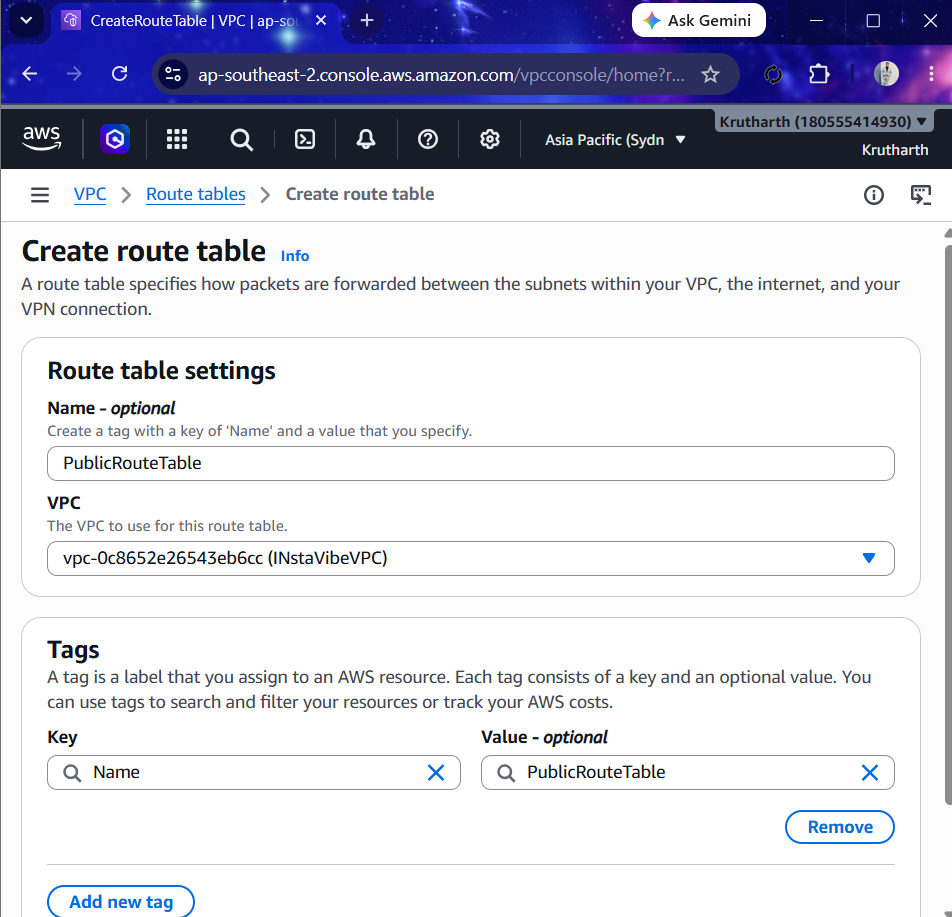 CreateRouteTable | VPC | ap-so
Ask Gemini
ap-southeast-2.console.aws.amazon.com/vpcconsole/home?r...
aws
Asia Pacific (Sydn
Krutharth (180555414930)
Krutharth
VPC
Route tables
Create route table
Create route table
Info
A route table specifies how packets are forwarded between the subnets within your VPC, the internet, and your
VPN connection.
Route table settings
Name - optional
Create a tag with a key of 'Name' and a value that you specify.
PublicRouteTable
VPC
The VPC to use for this route table.
vpc-0c8652e26543eb6cc (INstaVibeVPC)
Tags
A tag is a label that you assign to an AWS resource. Each tag consists of a key and an optional value. You
can use tags to search and filter your resources or track your AWS costs.
Key
Value - optional
Name
PublicRouteTable
Remove
Add new tag